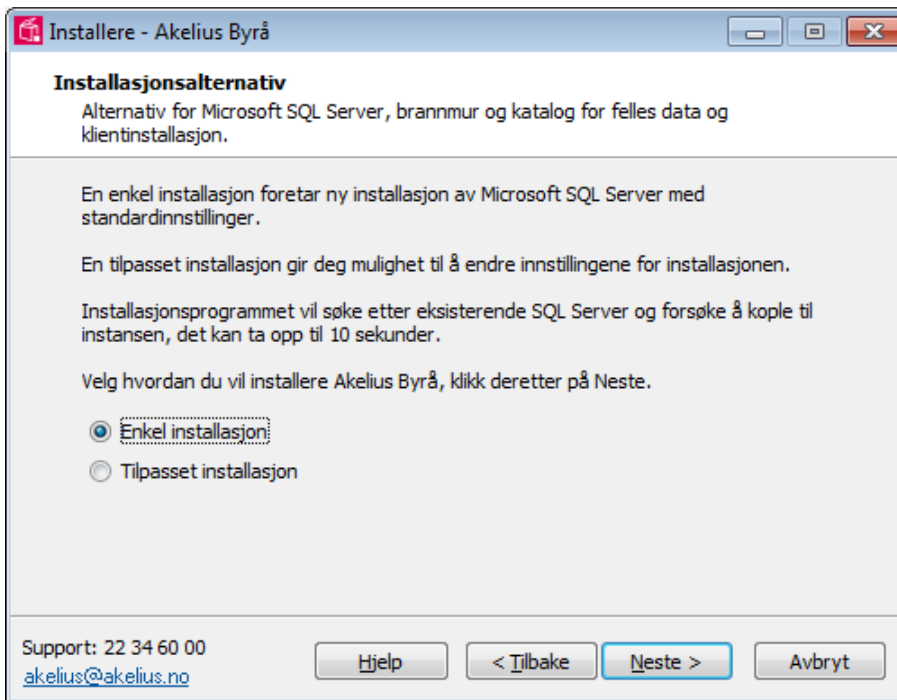 Installere - Akelius Byrå
Installasjonsalternativ
Alternativ for Microsoft SQL Server, brannmur og katalog for felles data og
klientinstallasjon.
En enkel installasjon foretar ny installasjon av Microsoft SQL Server med
standardinnstillinger.
En tilpasset installasjon gir deg mulighet til å endre innstillingene for installasjonen.
Installasjonsprogrammet vil søke etter eksisterende SQL Server og forsøke å kople til
instansen, det kan ta opp til 10 sekunder.
Velg hvordan du vil installere Akelius Byrå, klikk deretter på Neste.
Enkel installasjon
Tilpasset installasjon
Support: 22 34 60 00
akelius@akelius.no
Hjelp
< Tilbake
Neste >
Avbryt